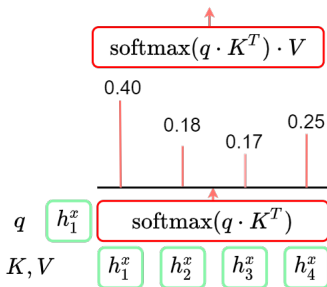 softmax(q · K^T) · V
0.40
0.18 0.17 0.25
q h_1^x softmax(q · K^T)
K, V h_1^x h_2^x h_3^x h_4^x